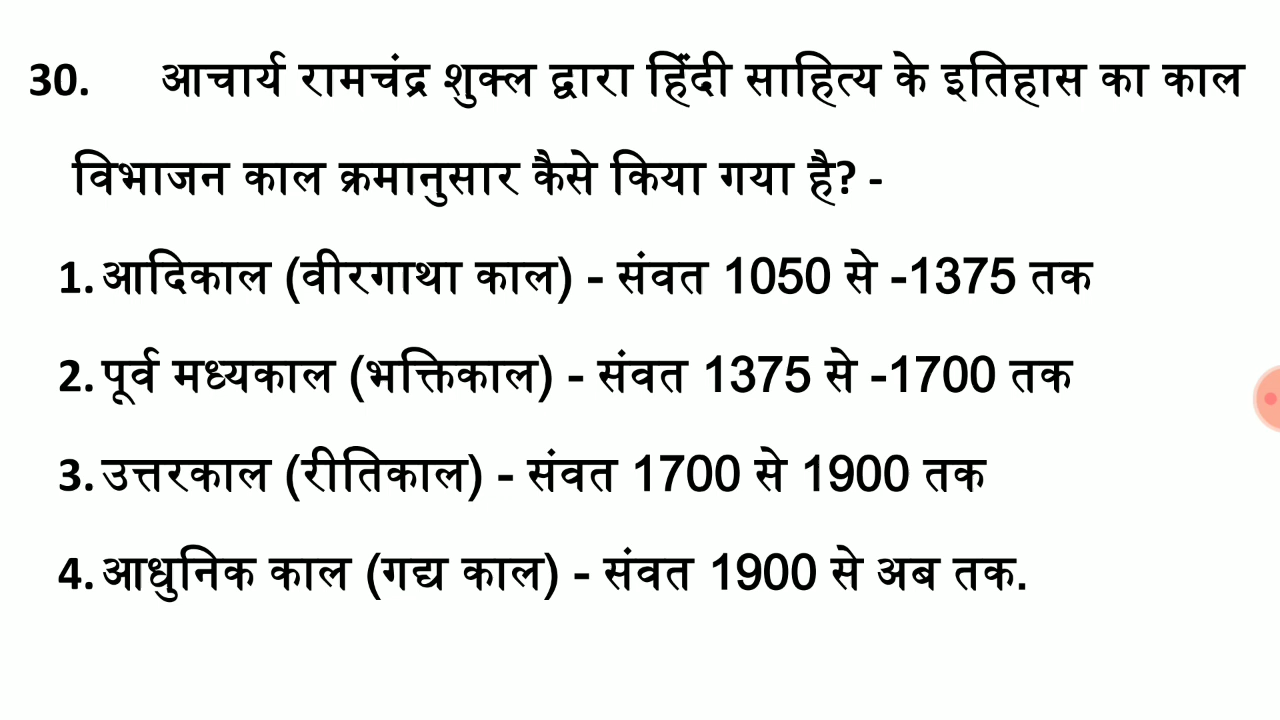 30. आचार्य रामचंद्र शुक्ल द्वारा हिंदी साहित्य के इतिहास का काल
विभाजन काल क्रमानुसार कैसे किया गया है? -
1. आदिकाल (वीरगाथा काल) - संवत 1050 से -1375 तक
2. पूर्व मध्यकाल (भक्तिकाल) - संवत 1375 से -1700 तक
3. उत्तरकाल (रीतिकाल) - संवत 1700 से 1900 तक
4. आधुनिक काल (गद्य काल) - संवत 1900 से अब तक.